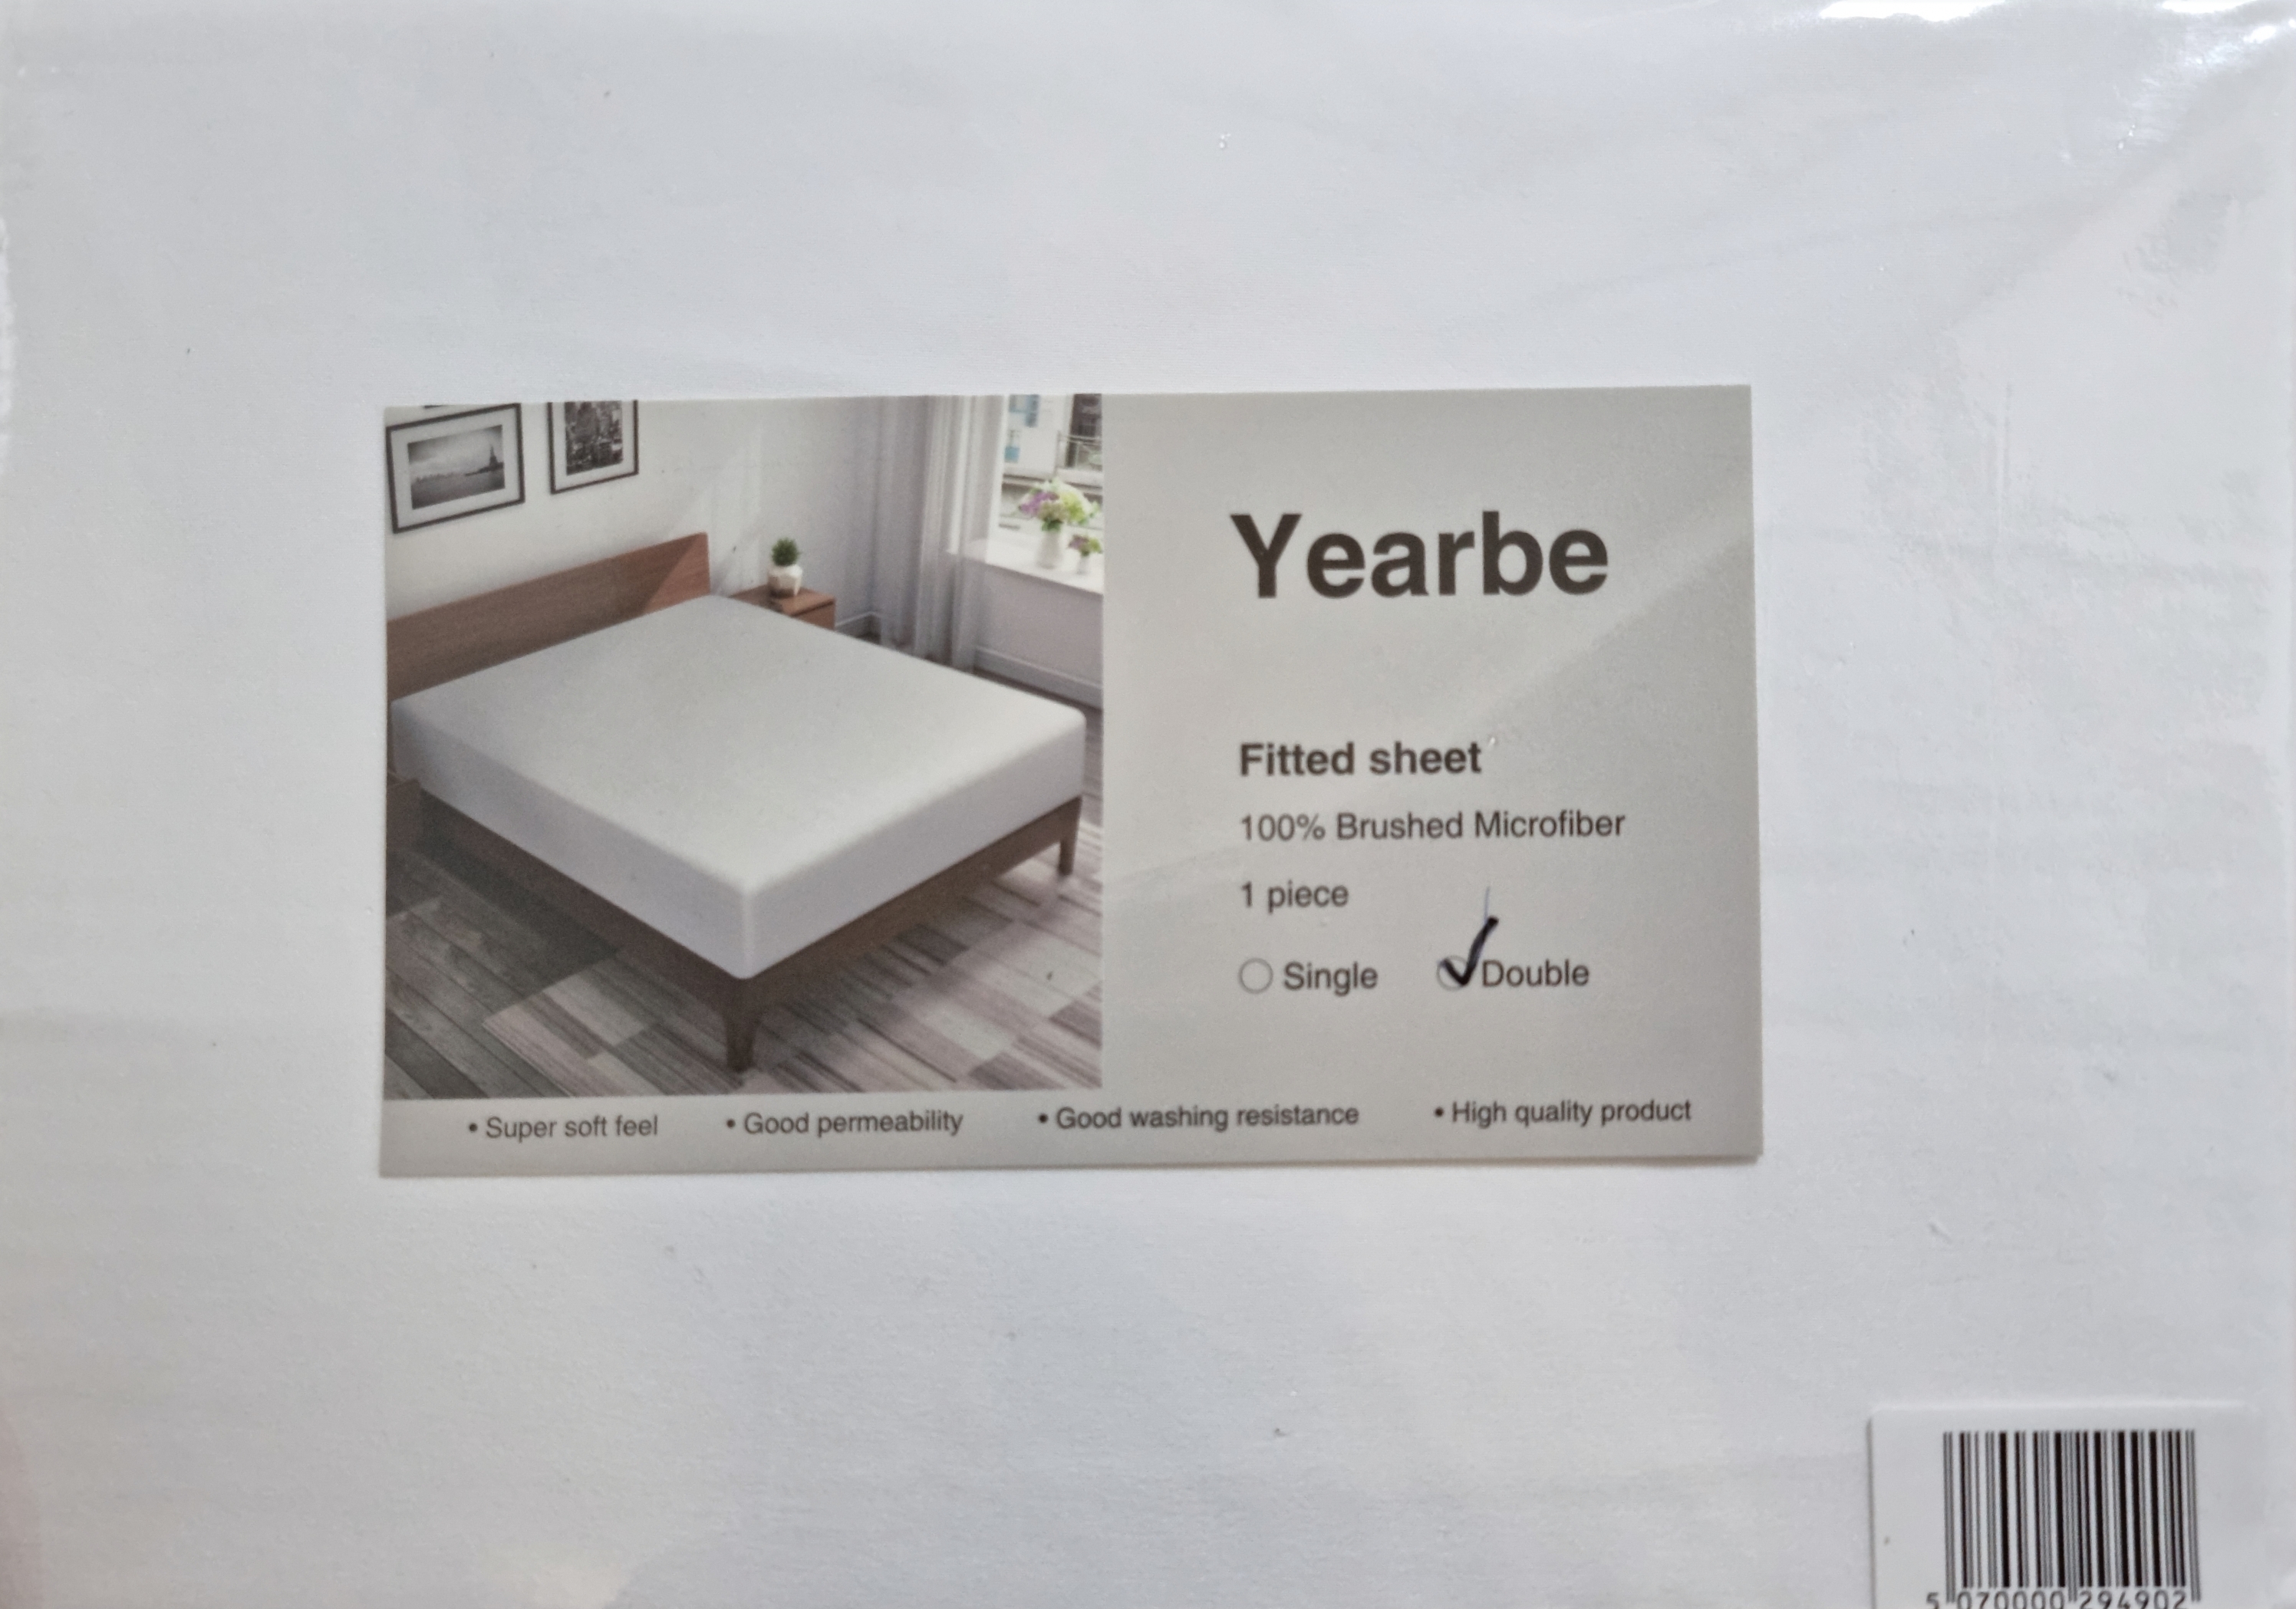 Yearbe
Fitted sheet
100% Brushed Microfiber
1 piece
Single Double
• Super soft feel • Good permeability • Good washing resistance • High quality product
5 070000 294902